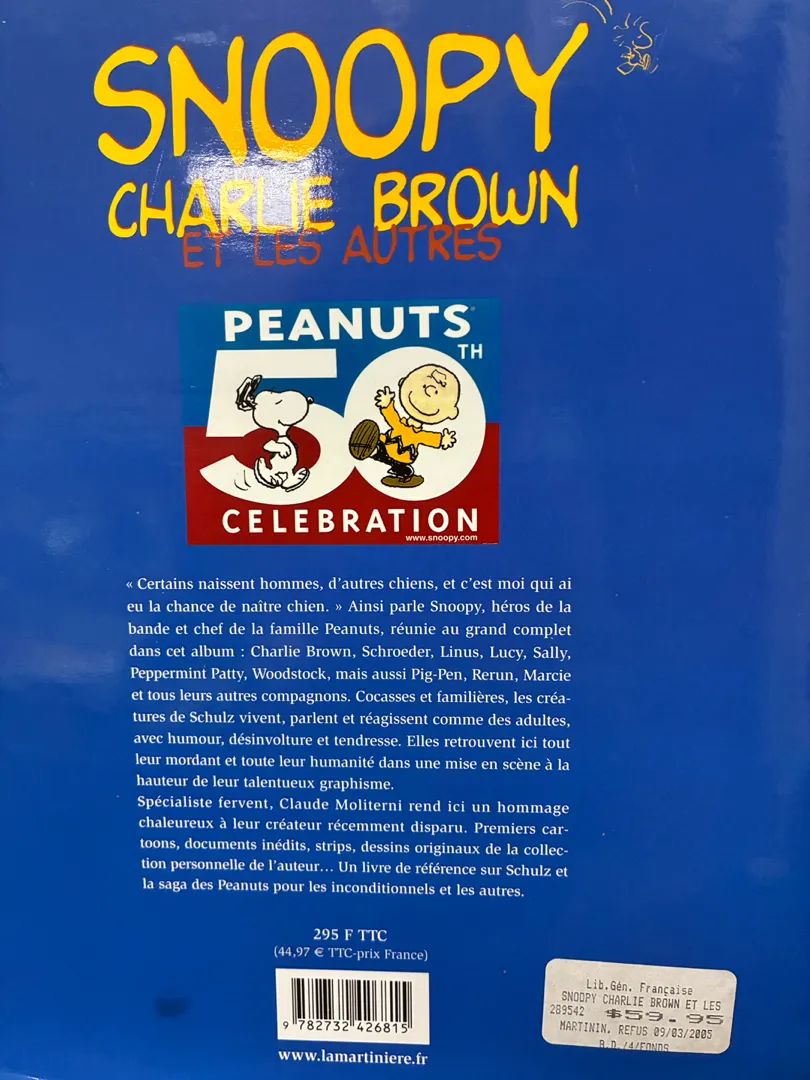 SNOOPY
CHARLIE BROWN
ET LES AUTRES
PEANUTS
50
TH
CELEBRATION
www.snoopy.com
« Certains naissent hommes, d'autres chiens, et c'est moi qui ai
eu la chance de naître chien. » Ainsi parle Snoopy, héros de la
bande et chef de la famille Peanuts, réunie au grand complet
dans cet album : Charlie Brown, Schroeder, Linus, Lucy, Sally,
Peppermint Patty, Woodstock, mais aussi Pig-Pen, Rerun, Marcie
et tous leurs autres compagnons. Cocasses et familières, les créa-
tures de Schulz vivent, parlent et réagissent comme des adultes,
avec humour, désinvolture et tendresse. Elles retrouvent ici tout
leur mordant et toute leur humanité dans une mise en scène à la
hauteur de leur talentueux graphisme.
Spécialiste fervent, Claude Moliterni rend ici un hommage
chaleureux à leur créateur récemment disparu. Premiers car-
toons, documents inédits, strips, dessins originaux de la collec-
tion personnelle de l'auteur... Un livre de référence sur Schulz et
la saga des Peanuts pour les inconditionnels et les autres.
295 F TTC
(44,97 € TTC-prix France)
9 782732 426815
www.lamartiniere.fr
Lib.Gén. Française
SNOOPY CHARLIE BROWN ET LES
289542 $59.95
MARTININ. REFUS 09/03/2005
B.D./4/FONDS